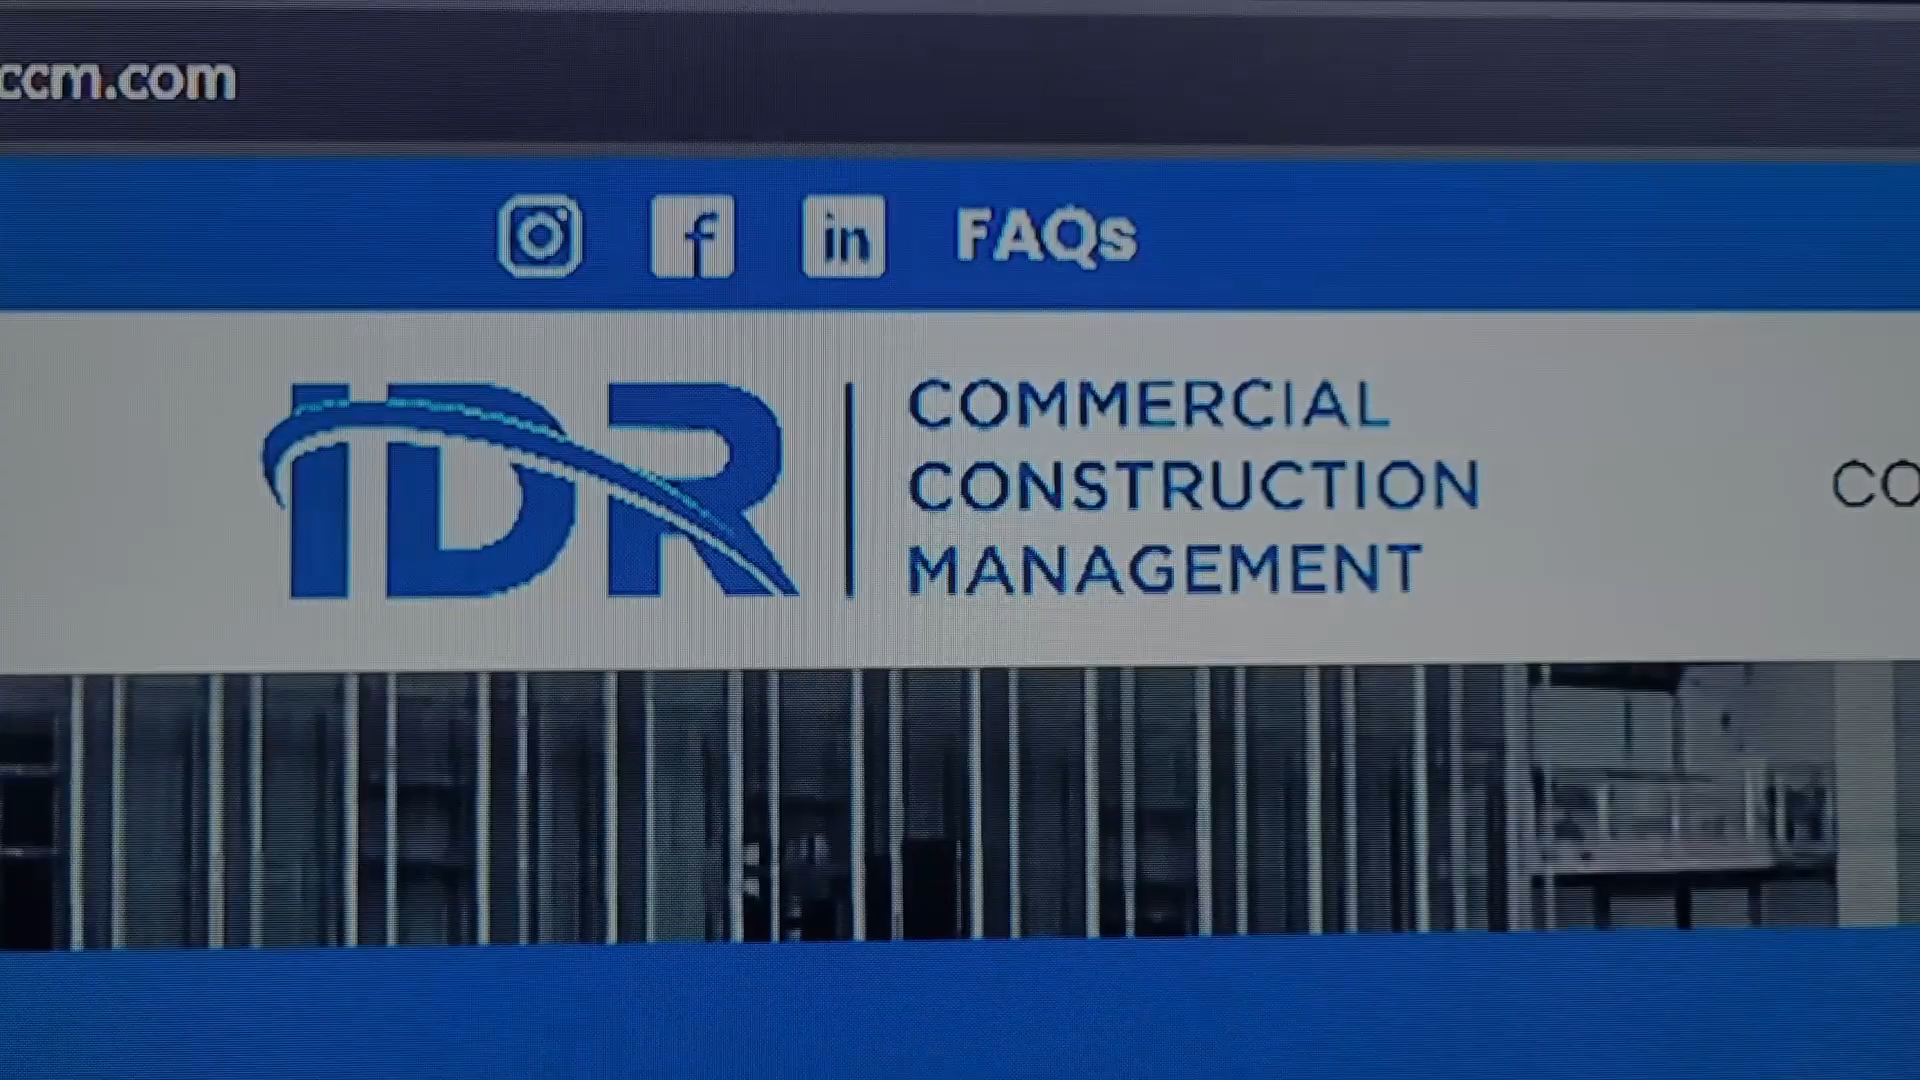 ccm.com
FAQs
IDR
COMMERCIAL
CONSTRUCTION
MANAGEMENT
CO